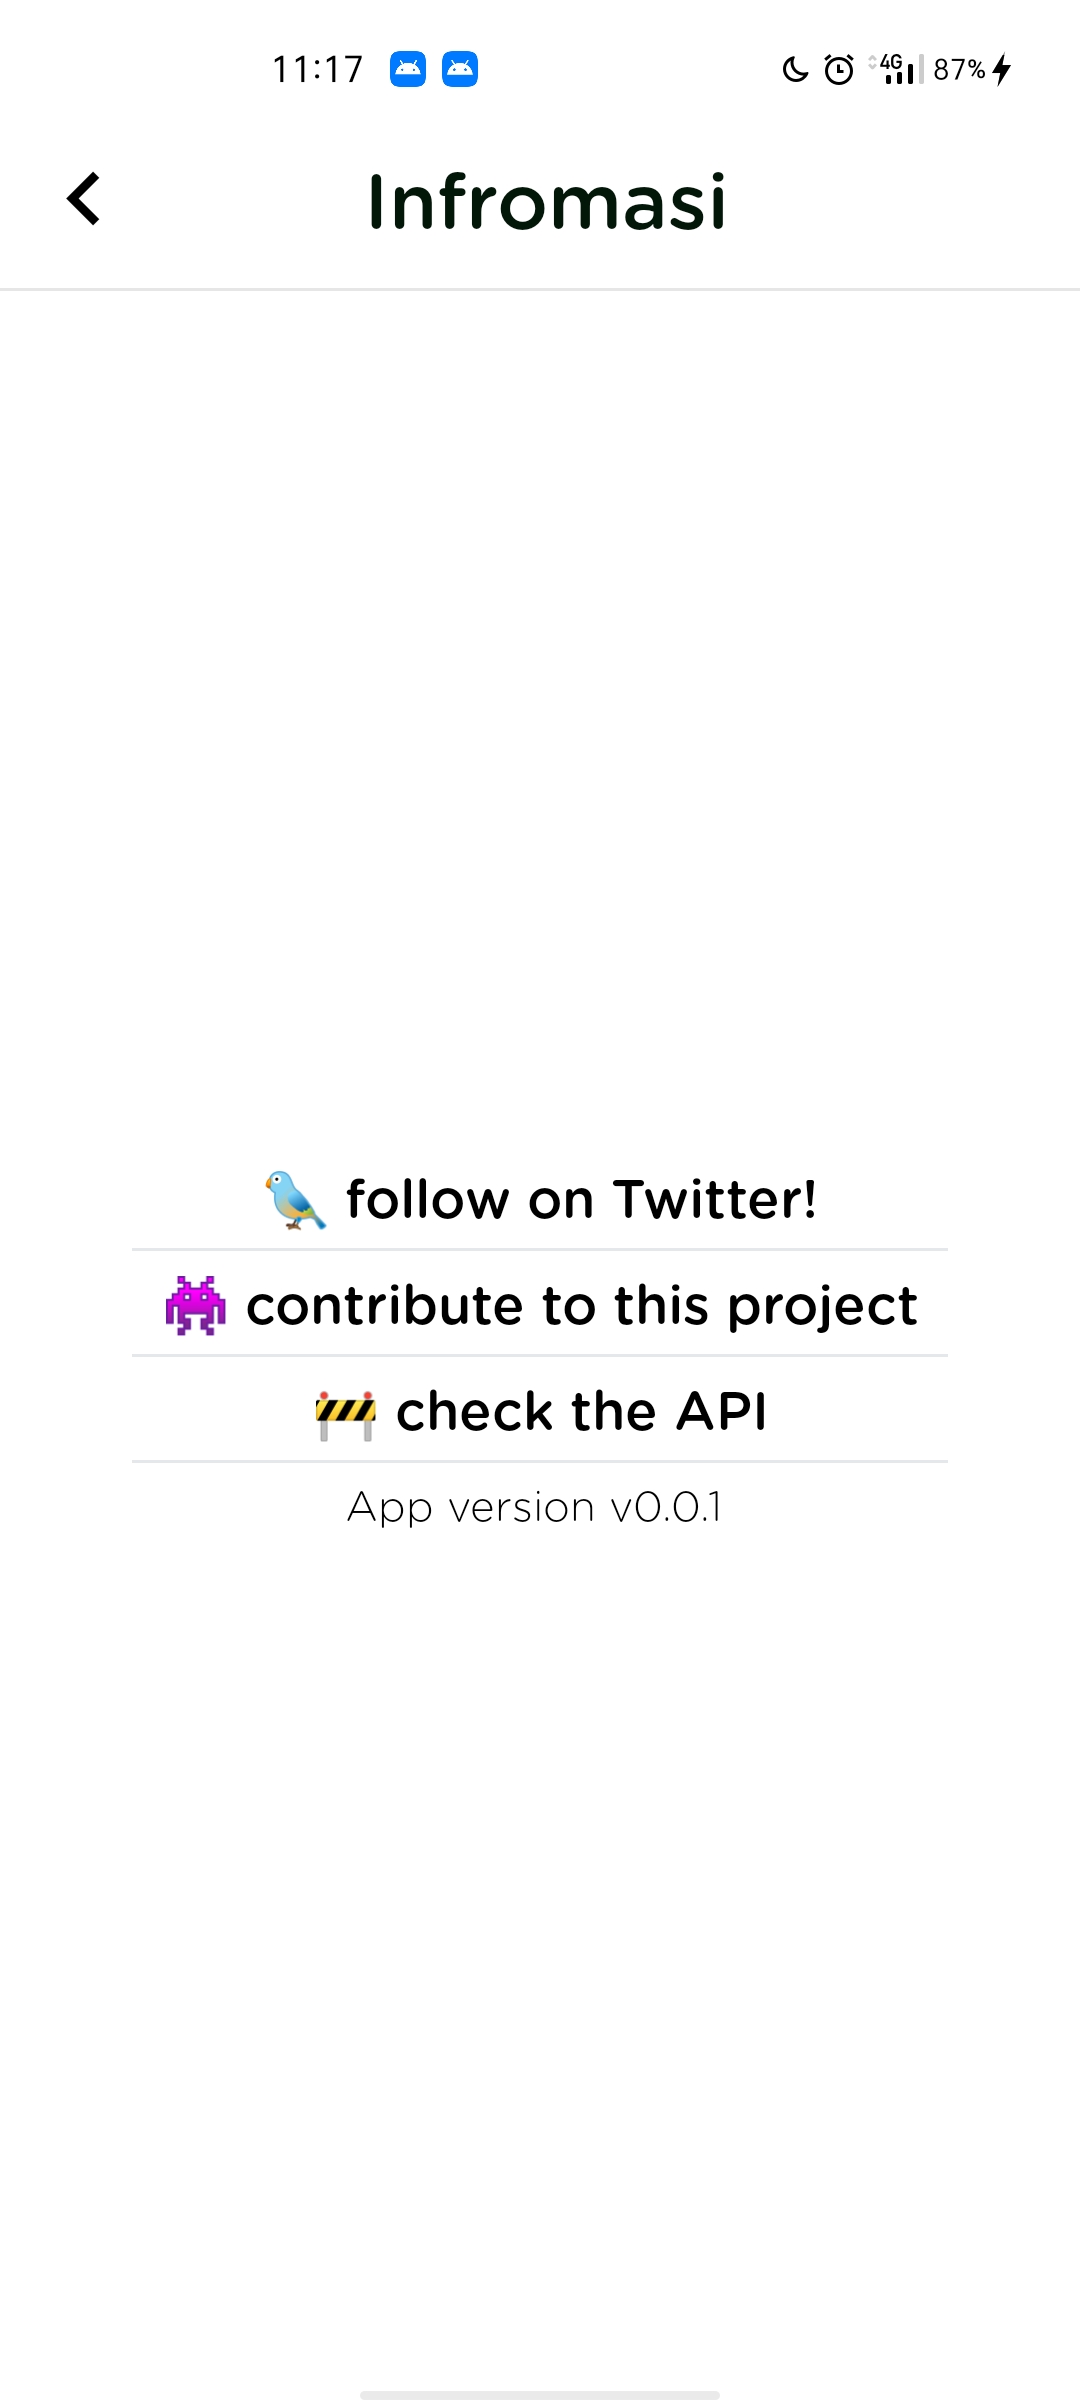 11:17
4G 87%
Infromasi
follow on Twitter!
contribute to this project
check the API
App version v0.0.1